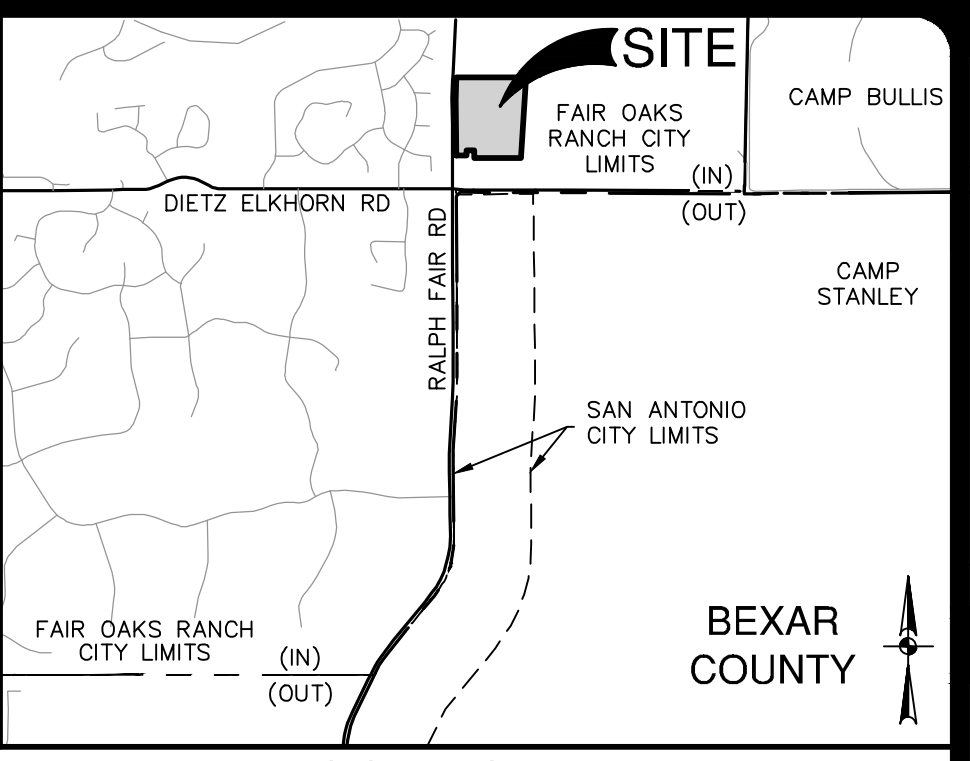 SITE
CAMP BULLIS
FAIR OAKS
RANCH CITY
LIMITS
(IN)
(OUT)
DIETZ ELKHORN RD
RALPH FAIR RD
CAMP
STANLEY
SAN ANTONIO
CITY LIMITS
FAIR OAKS RANCH
CITY LIMITS
(IN)
(OUT)
BEXAR
COUNTY